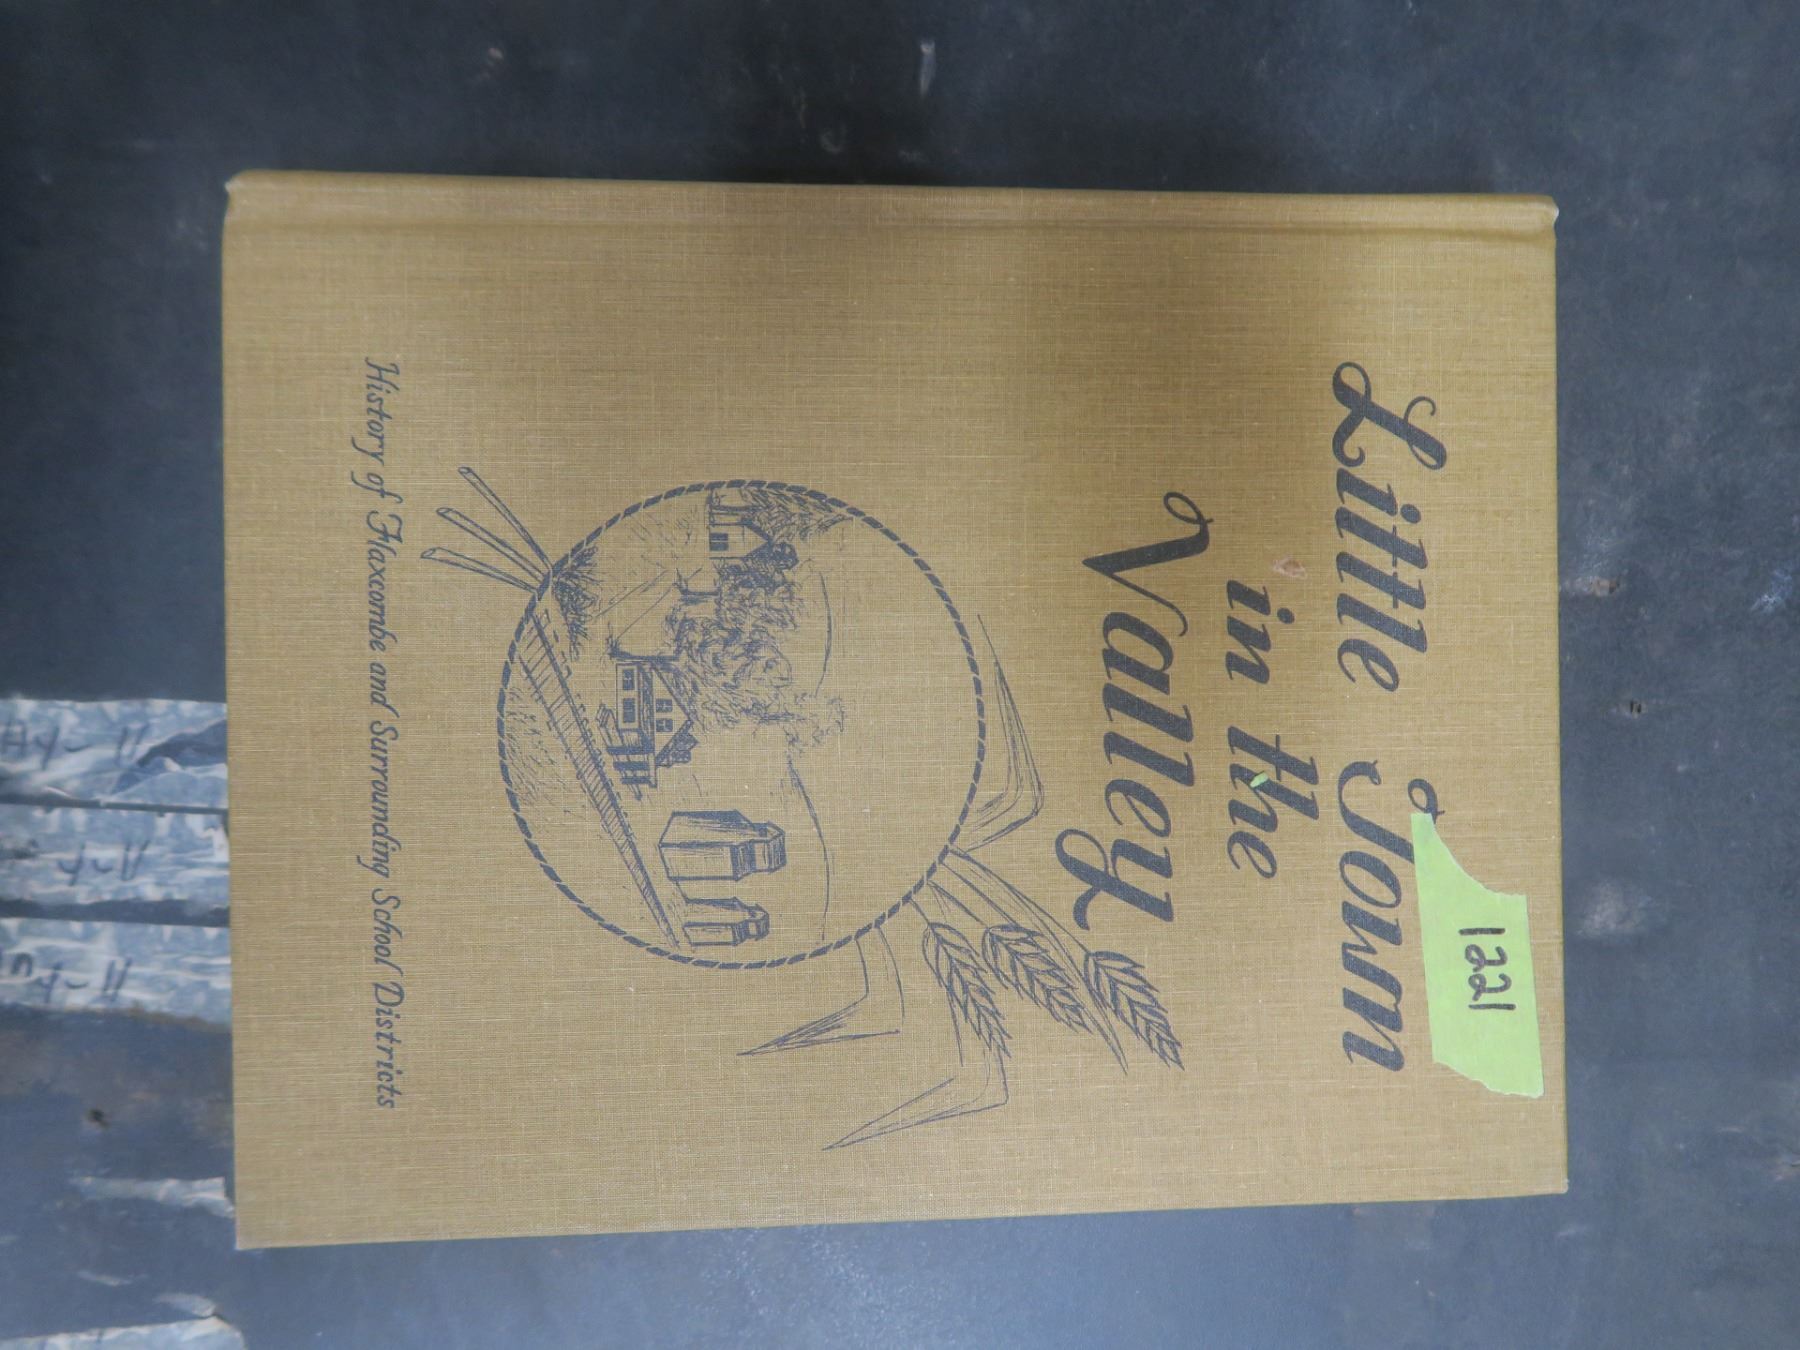 Little Town
in the
Valley
History of Flaxcombe and Surrounding School Districts
1221